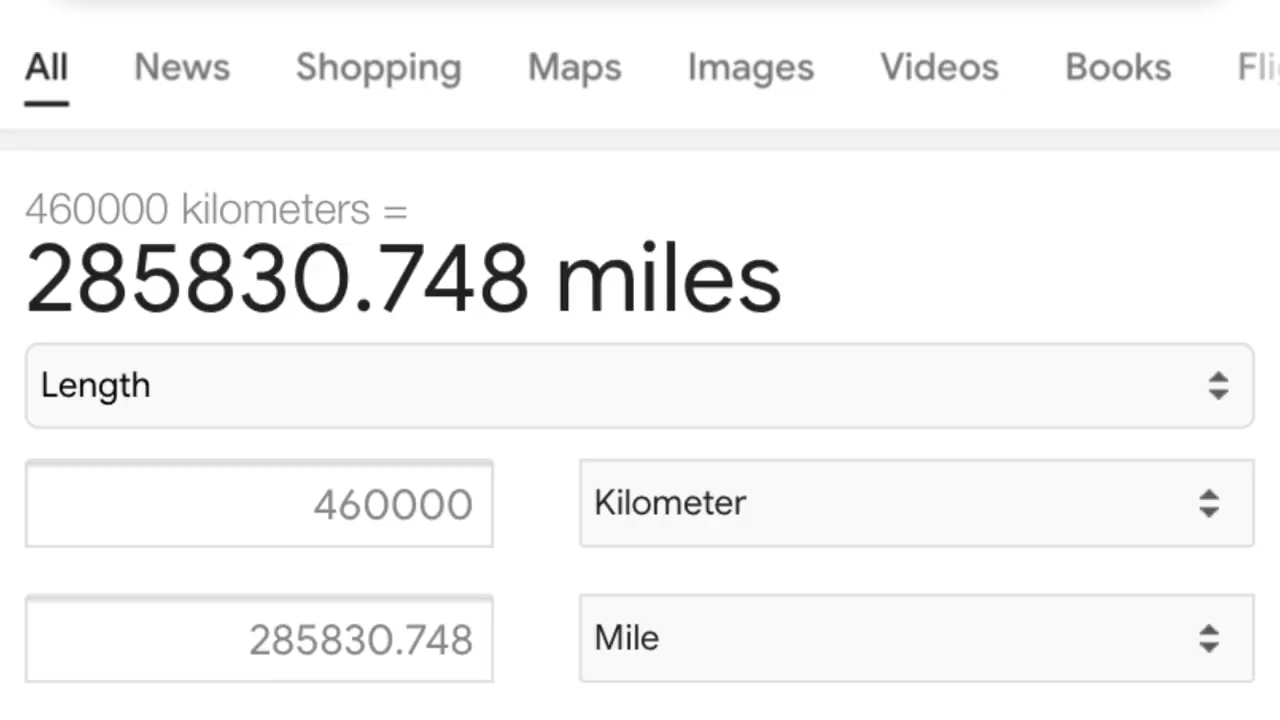 All News Shopping Maps Images Videos Books
460000 kilometers =
285830.748 miles
Length
460000 Kilometer
285830.748 Mile